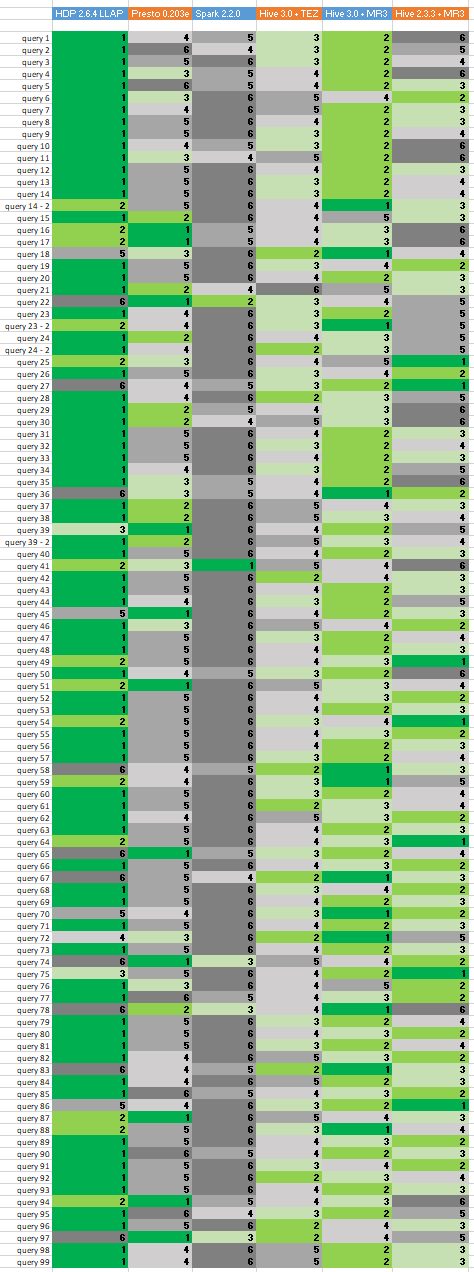 HDP 2.6.4 LLAP Presto 0.203e Spark 2.2.0 Hive 3.0 + TEZ Hive 3.0 + MR3 Hive 2.3.3 + MR3
query 1 1 4 5 3 2 6
query 2 1 6 4 3 2 5
query 3 1 5 6 3 2 4
query 4 1 3 5 4 2 6
query 5 1 6 5 4 2 3
query 6 1 3 6 5 4 2
query 7 1 4 6 5 2 3
query 8 1 5 6 4 2 3
query 9 1 5 6 3 2 4
query 10 1 4 5 3 2 6
query 11 1 3 4 5 2 6
query 12 1 5 6 3 2 4
query 13 1 5 6 3 2 4
query 14 1 5 6 3 2 4
query 14 - 2 2 5 6 4 1 3
query 15 1 2 6 4 5 3
query 16 2 1 5 4 3 6
query 17 2 1 5 4 3 6
query 18 5 3 6 2 1 4
query 19 1 5 6 3 4 2
query 20 1 5 6 4 2 3
query 21 1 2 4 6 3 5
query 22 6 1 2 3 4 5
query 23 1 4 6 3 2 5
query 23 - 2 2 4 6 3 1 5
query 24 1 2 6 4 3 5
query 24 - 2 1 4 6 2 3 5
query 25 2 3 6 4 5 1
query 26 1 5 6 3 4 2
query 27 6 4 5 3 2 1
query 28 1 4 6 2 3 5
query 29 1 2 5 4 3 6
query 30 1 2 4 5 3 6
query 31 1 5 6 4 2 3
query 32 1 5 6 3 2 4
query 33 1 5 6 4 2 3
query 34 1 4 6 3 2 5
query 35 1 3 5 4 2 6
query 36 6 3 5 4 1 2
query 37 1 2 6 5 4 3
query 38 1 2 6 5 4 3
query 39 3 1 6 4 2 5
query 39 - 2 1 2 6 5 3 4
query 40 1 5 6 4 2 3
query 41 2 3 1 5 4 6
query 42 1 5 6 2 4 3
query 43 1 5 6 4 2 3
query 44 1 4 6 3 2 5
query 45 5 1 6 4 2 3
query 46 1 3 6 5 4 2
query 47 1 5 6 3 2 4
query 48 1 5 6 4 2 3
query 49 2 5 6 4 3 1
query 50 1 4 5 3 2 6
query 51 2 1 6 5 3 4
query 52 1 5 6 4 3 2
query 53 1 5 6 4 2 3
query 54 2 5 6 3 4 1
query 55 1 5 6 4 3 2
query 56 1 5 6 3 2 4
query 57 1 5 6 4 2 3
query 58 6 4 5 2 1 3
query 59 2 4 6 3 1 5
query 60 1 5 6 3 2 4
query 61 1 5 6 2 3 4
query 62 1 4 6 5 3 2
query 63 1 5 6 4 2 3
query 64 2 5 6 4 3 1
query 65 6 1 5 3 2 4
query 66 1 5 6 4 3 2
query 67 6 5 4 2 1 3
query 68 1 5 6 3 4 2
query 69 1 5 6 4 2 3
query 70 5 4 6 3 1 2
query 71 1 5 6 4 2 3
query 72 4 3 6 2 1 5
query 73 1 5 6 4 2 3
query 74 6 1 3 5 4 2
query 75 3 5 6 4 2 1
query 76 1 3 6 4 5 2
query 77 1 6 5 4 3 2
query 78 6 2 3 4 1 5
query 79 1 5 6 3 2 4
query 80 1 5 6 4 3 2
query 81 1 5 6 3 2 4
query 82 1 4 6 5 3 2
query 83 6 4 5 2 1 3
query 84 1 4 6 5 2 3
query 85 1 6 5 4 2 3
query 86 5 4 6 3 2 1
query 87 2 1 6 5 4 3
query 88 2 5 6 3 1 4
query 89 1 5 6 4 3 2
query 90 1 6 5 4 2 3
query 91 1 5 6 3 4 2
query 92 1 5 6 2 4 3
query 93 1 5 6 4 2 3
query 94 2 1 5 4 3 6
query 95 1 6 4 3 2 5
query 96 1 5 6 2 4 3
query 97 6 1 3 2 4 5
query 98 1 4 6 5 2 3
query 99 1 4 6 5 2 3